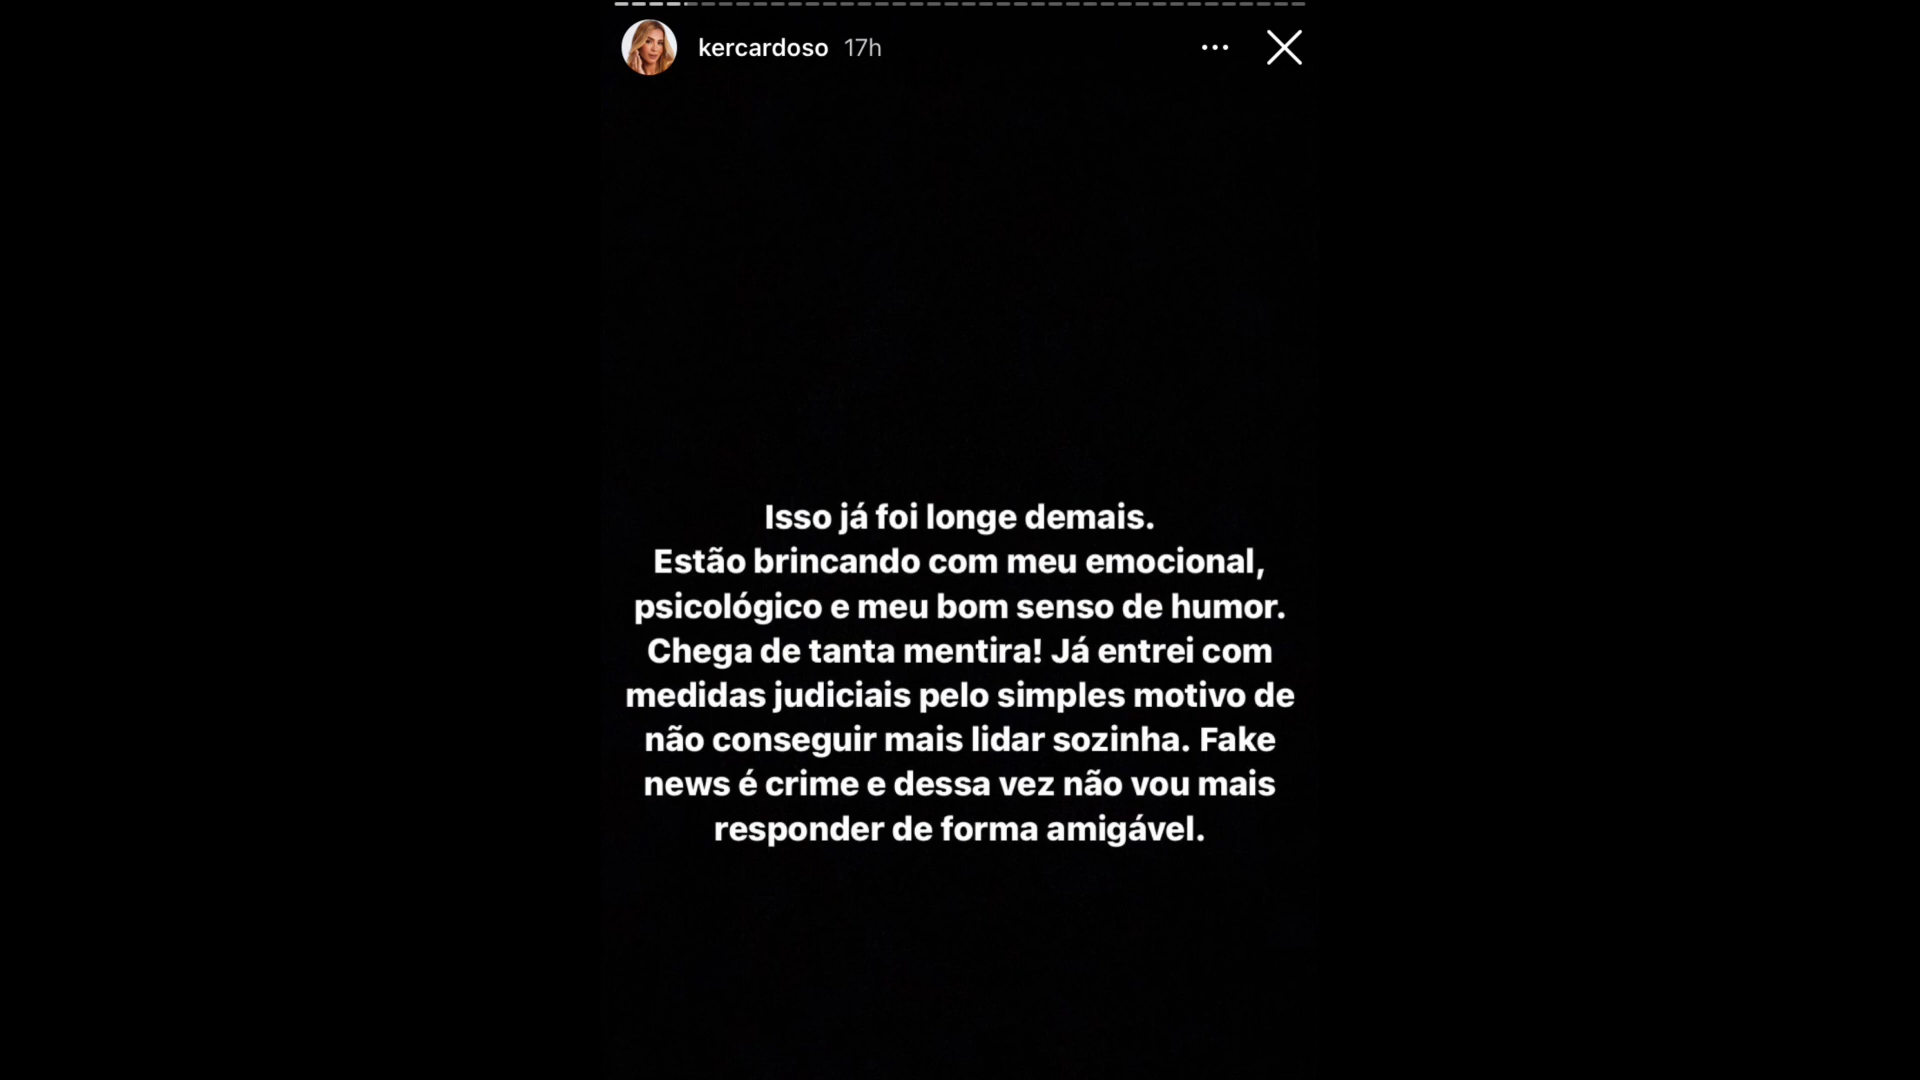 kercardoso 17h
Isso já foi longe demais.
Estão brincando com meu emocional,
psicológico e meu bom senso de humor.
Chega de tanta mentira! Já entrei com
medidas judiciais pelo simples motivo de
não conseguir mais lidar sozinha. Fake
news é crime e dessa vez não vou mais
responder de forma amigável.